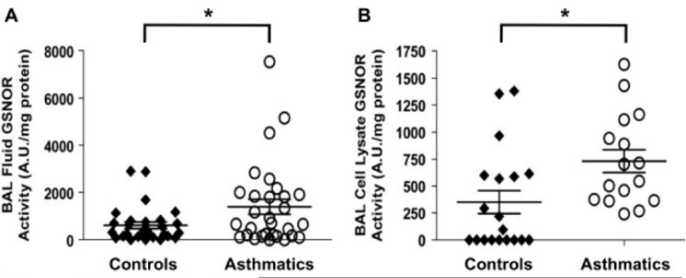 A
*
BAL Fluid GSNOR
Activity (A.U./mg protein)
8000
6000
4000
2000
0
Controls
Asthmatics
B
*
BAL Cell Lysate GSNOR
Activity (A.U./mg protein)
1750
1500
1250
1000
750
500
250
0
Controls
Asthmatics